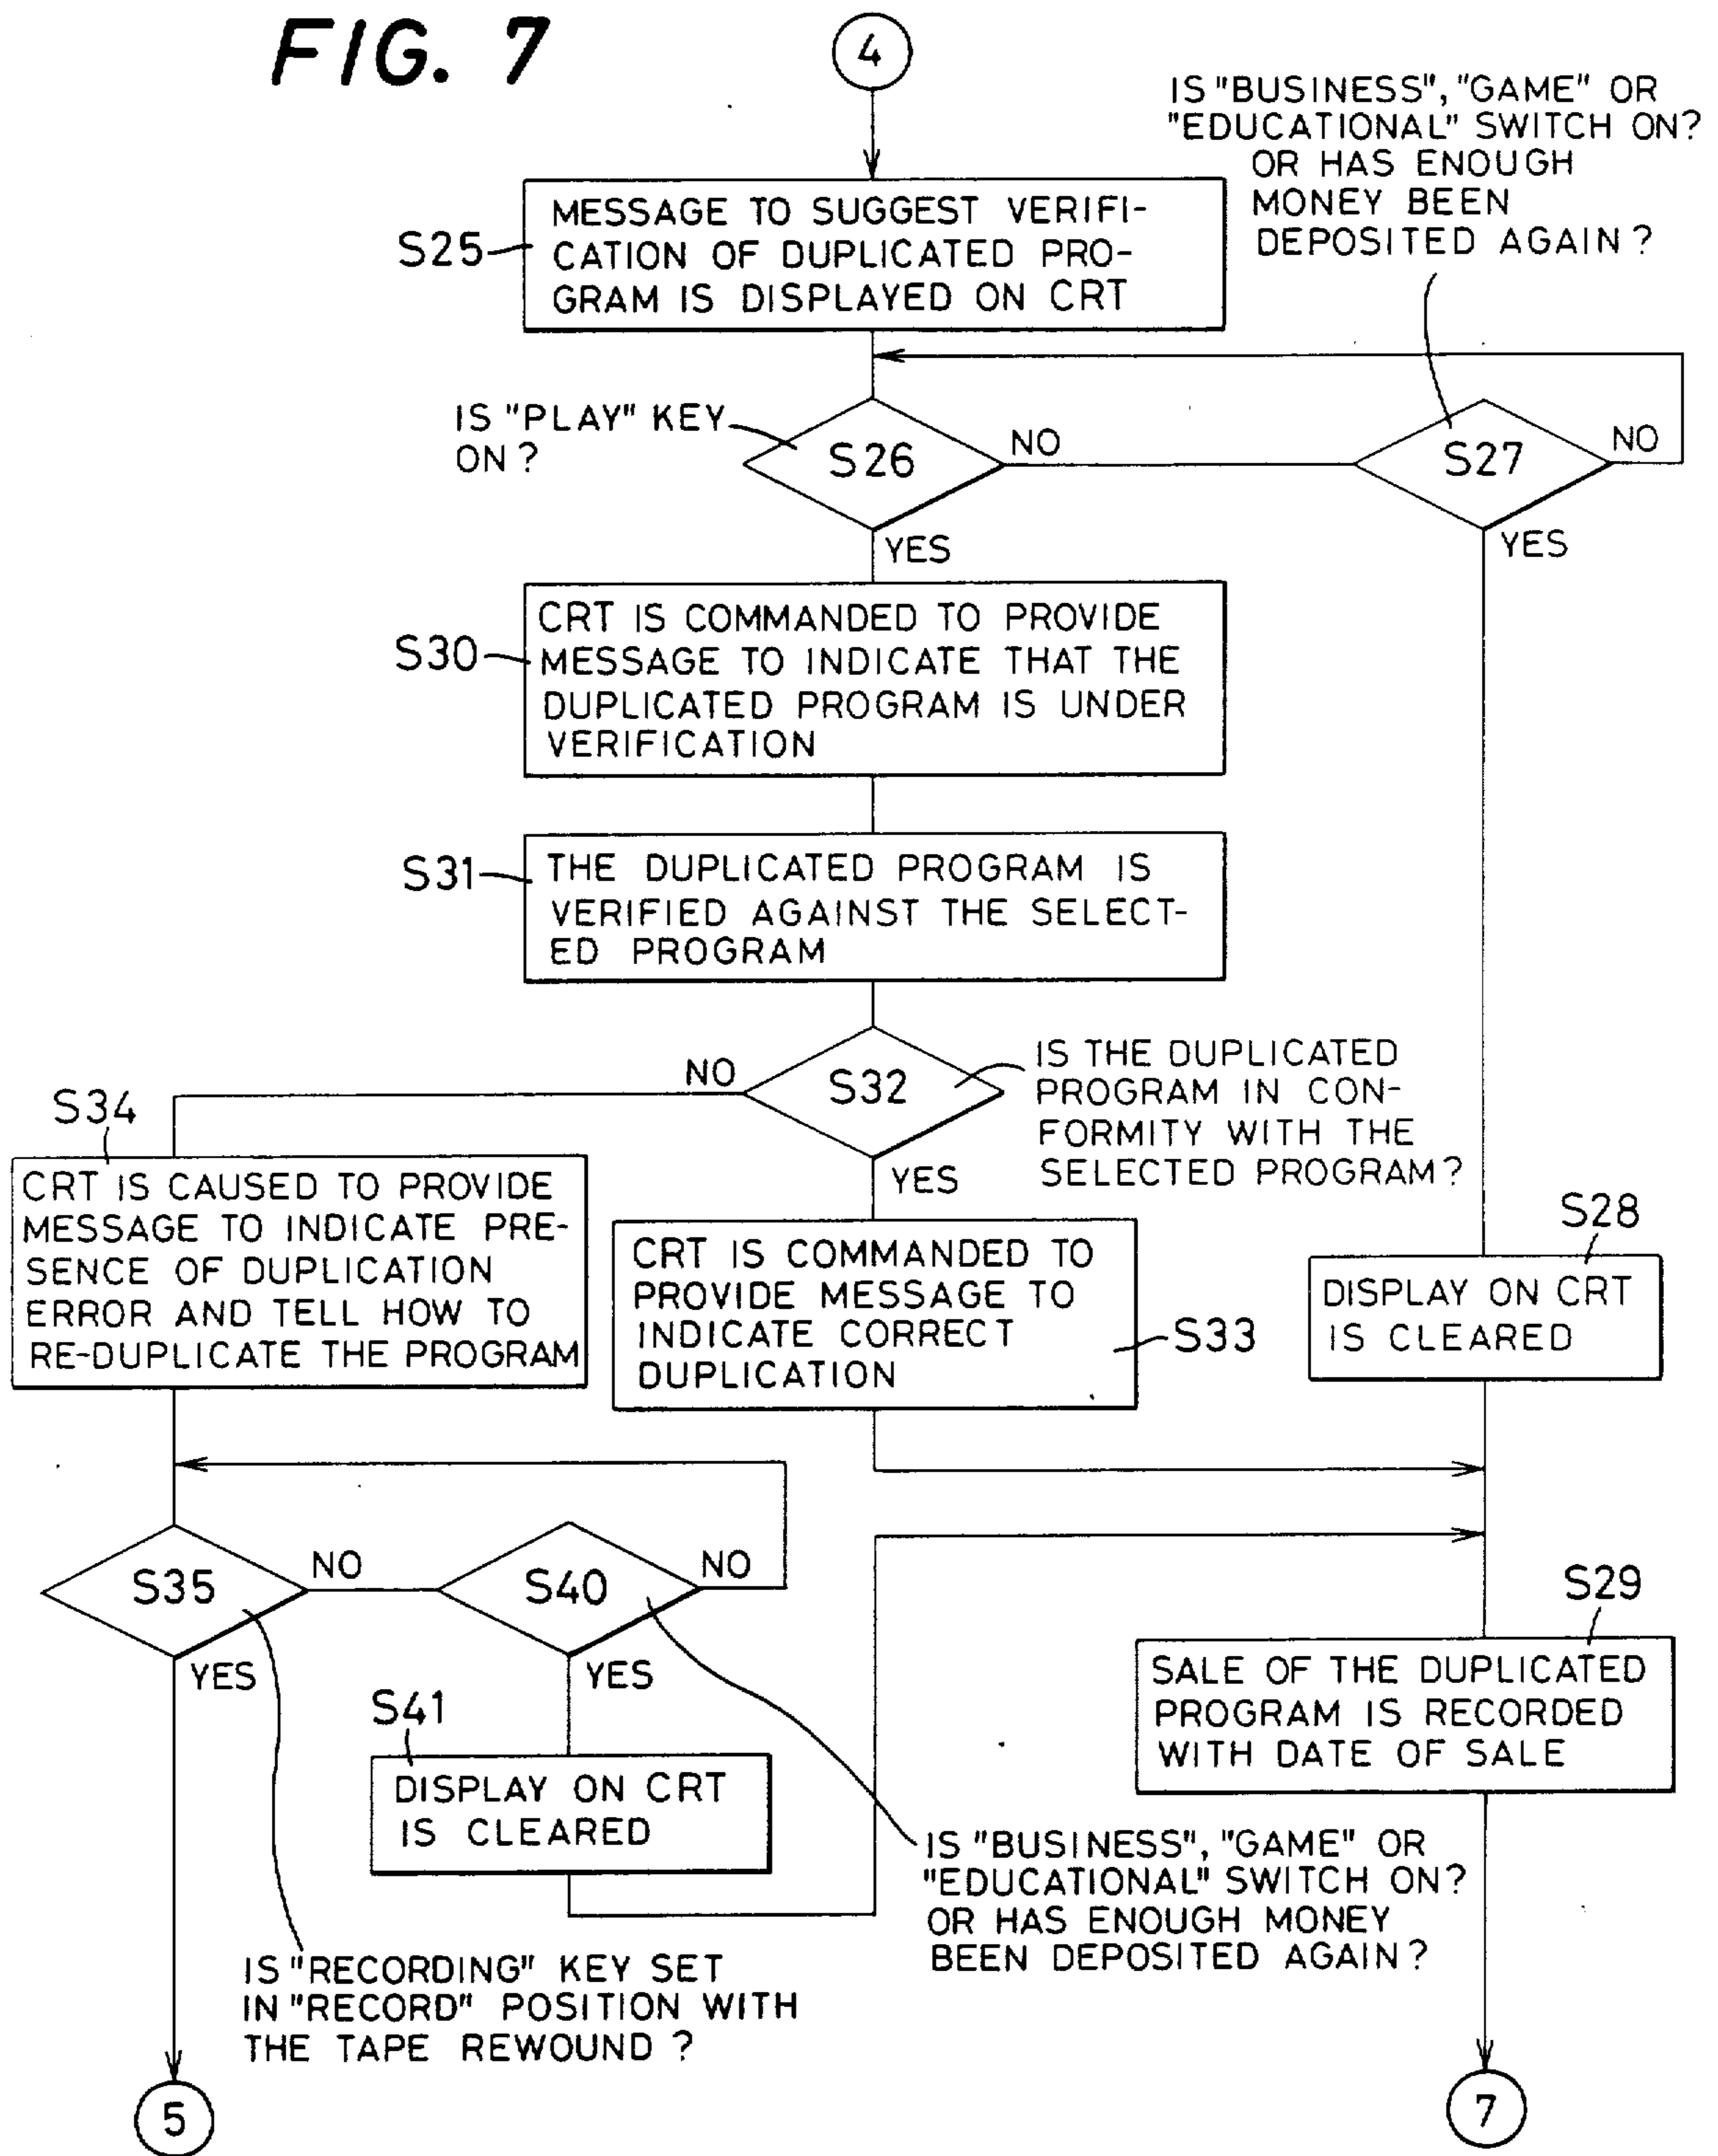 FIG. 7
4
IS "BUSINESS", "GAME" OR
"EDUCATIONAL" SWITCH ON?
OR HAS ENOUGH
MONEY BEEN
DEPOSITED AGAIN?
S25
MESSAGE TO SUGGEST VERIFI-
CATION OF DUPLICATED PRO-
GRAM IS DISPLAYED ON CRT
IS "PLAY" KEY
ON?
S26
NO
S27
NO
YES
YES
S30
CRT IS COMMANDED TO PROVIDE
MESSAGE TO INDICATE THAT THE
DUPLICATED PROGRAM IS UNDER
VERIFICATION
S31
THE DUPLICATED PROGRAM IS
VERIFIED AGAINST THE SELECT-
ED PROGRAM
NO
S32
IS THE DUPLICATED
PROGRAM IN CON-
FORMITY WITH THE
SELECTED PROGRAM?
YES
S34
CRT IS CAUSED TO PROVIDE
MESSAGE TO INDICATE PRE-
SENCE OF DUPLICATION
ERROR AND TELL HOW TO
RE-DUPLICATE THE PROGRAM
CRT IS COMMANDED TO
PROVIDE MESSAGE TO
INDICATE CORRECT
DUPLICATION
S33
S28
DISPLAY ON CRT
IS CLEARED
S35
NO
S40
NO
YES
YES
S29
SALE OF THE DUPLICATED
PROGRAM IS RECORDED
WITH DATE OF SALE
S41
DISPLAY ON CRT
IS CLEARED
IS "BUSINESS", "GAME" OR
"EDUCATIONAL" SWITCH ON?
OR HAS ENOUGH MONEY
BEEN DEPOSITED AGAIN?
IS "RECORDING" KEY SET
IN "RECORD" POSITION WITH
THE TAPE REWOUND?
5
7